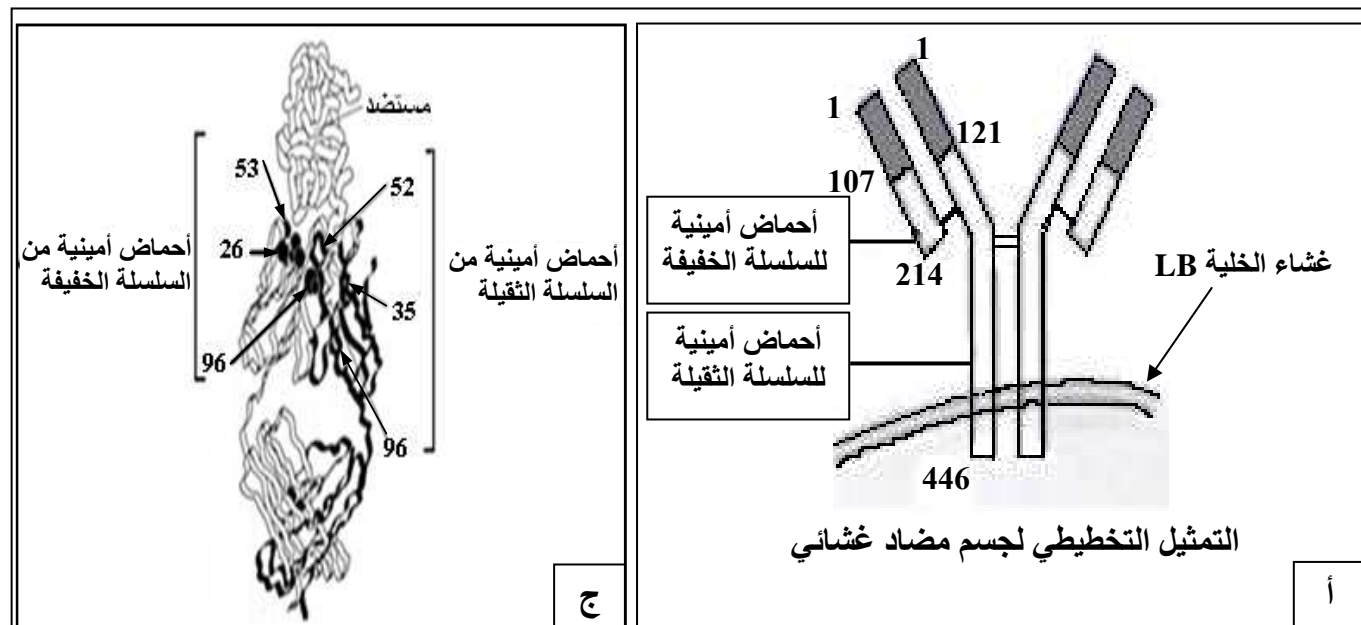 1
1
121
107
أحماض أمينية
للسلسلة الخفيفة
214
غشاء الخلية LB
أحماض أمينية
للسلسلة الثقيلة
446
التمثيل التخطيطي لجسم مضاد غشائي
أ
مستضد
53
52
26
أحماض أمينية من
السلسلة الخفيفة
أحماض أمينية من
السلسلة الثقيلة
35
96
96
ج